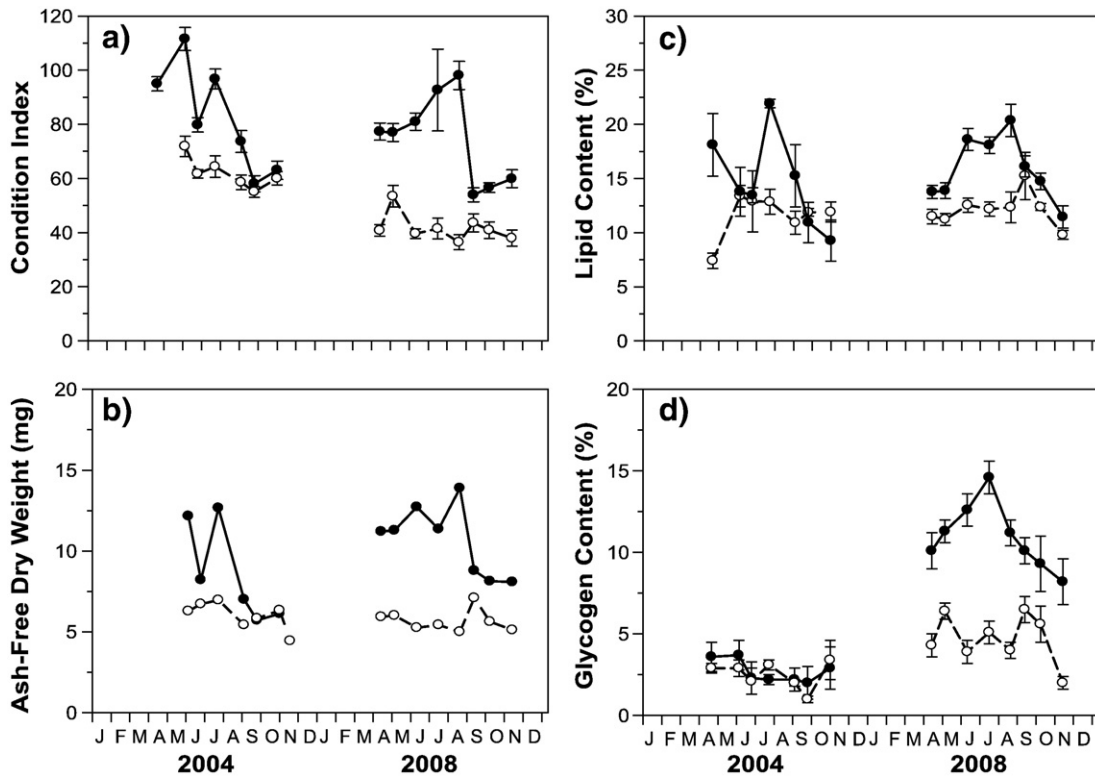 a)
Condition Index
120
100
80
60
40
20
0
c)
Lipid Content (%)
30
25
20
15
10
5
0
b)
Ash-Free Dry Weight (mg)
20
15
10
5
0
J F M A M J J A S O N D J F M A M J J A S O N D
2004 2008
d)
Glycogen Content (%)
20
15
10
5
0
J F M A M J J A S O N D J F M A M J J A S O N D
2004 2008